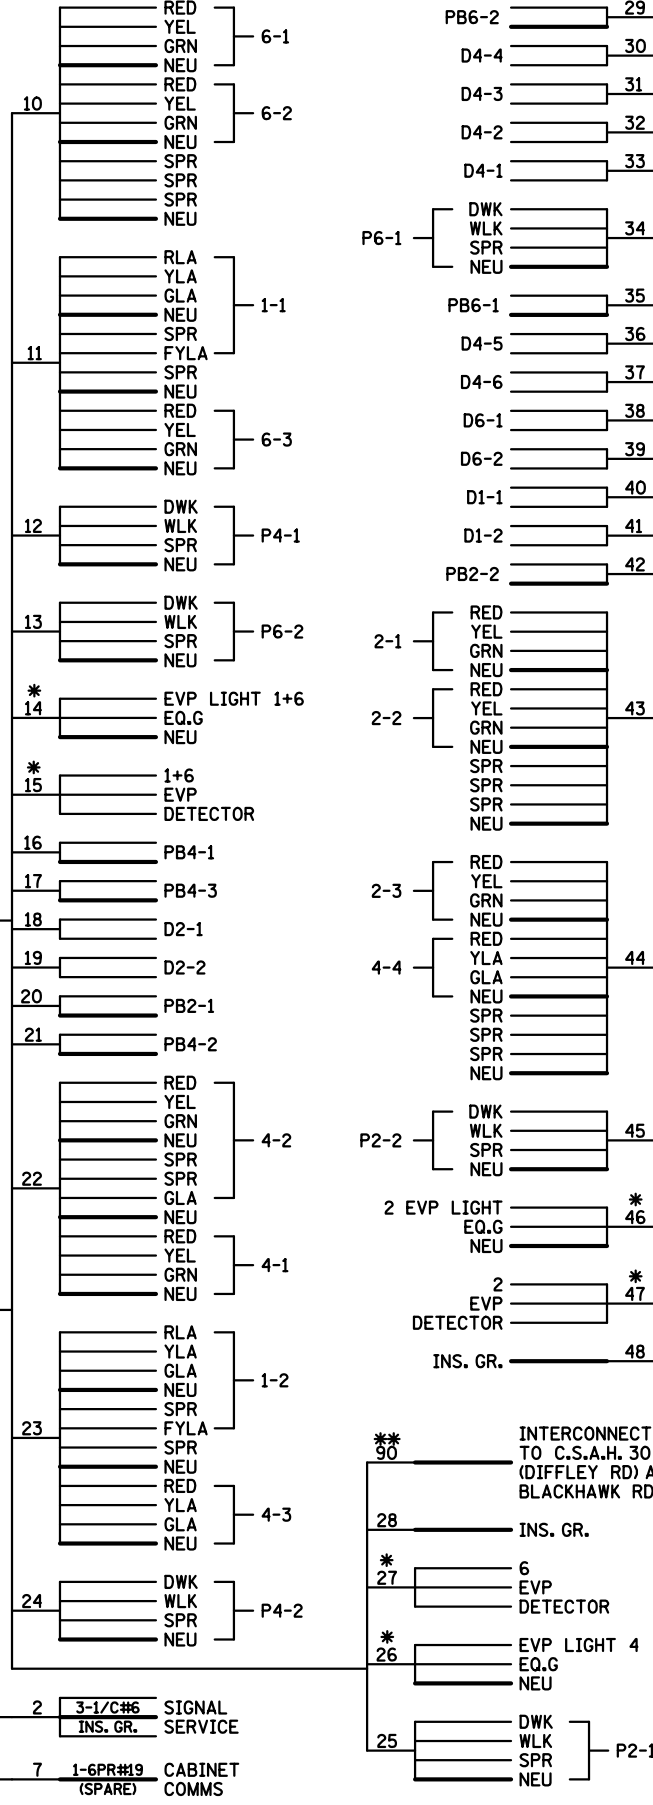 RED
YEL
GRN
NEU
6-1
RED
YEL
GRN
NEU
6-2
SPR
SPR
SPR
NEU
10
RLA
YLA
GLA
NEU
SPR
FYLA
1-1
SPR
NEU
RED
YEL
GRN
NEU
6-3
11
DWK
WLK
SPR
NEU
P4-1
12
DWK
WLK
SPR
NEU
P6-2
13
*
14
EVP LIGHT 1+6
EQ.G
NEU
*
15
1+6
EVP
DETECTOR
16 PB4-1
17 PB4-3
18 D2-1
19 D2-2
20 PB2-1
21 PB4-2
RED
YEL
GRN
NEU
SPR
SPR
GLA
4-2
NEU
RED
YEL
GRN
NEU
4-1
22
RLA
YLA
GLA
NEU
SPR
FYLA
1-2
SPR
NEU
RED
YLA
GLA
NEU
4-3
23
DWK
WLK
SPR
NEU
P4-2
24
2 3-1/C#6 SIGNAL
INS. GR. SERVICE
7 1-6PR#19 CABINET
(SPARE) COMMS
PB6-2 29
D4-4 30
D4-3 31
D4-2 32
D4-1 33
DWK
WLK
SPR
NEU
P6-1
34
PB6-1 35
D4-5 36
D4-6 37
D6-1 38
D6-2 39
D1-1 40
D1-2 41
PB2-2 42
RED
YEL
GRN
NEU
2-1
RED
YEL
GRN
NEU
2-2
SPR
SPR
SPR
NEU
43
RED
YEL
GRN
NEU
2-3
RED
YLA
GLA
NEU
4-4
SPR
SPR
SPR
NEU
44
DWK
WLK
SPR
NEU
P2-2
45
2 EVP LIGHT
EQ.G
NEU
*
46
2
EVP
DETECTOR
*
47
INS. GR. 48
**
90
INTERCONNECT
TO C.S.A.H. 30
(DIFFLEY RD) A
BLACKHAWK RD
28 INS. GR.
*
27
6
EVP
DETECTOR
*
26
EVP LIGHT 4
EQ.G
NEU
25
DWK
WLK
SPR
NEU
P2-1